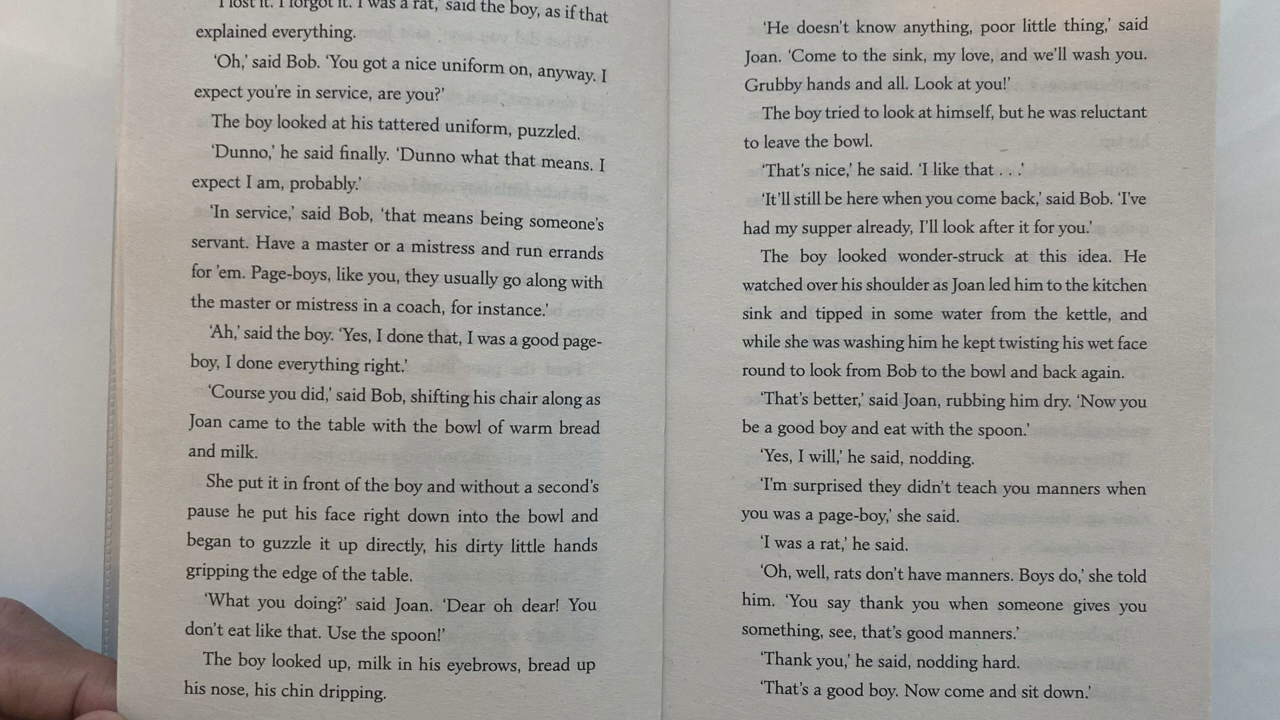 'I lost it. I forgot it. I was a rat,' said the boy, as if that
explained everything.
'Oh,' said Bob. 'You got a nice uniform on, anyway. I
expect you're in service, are you?'
The boy looked at his tattered uniform, puzzled.
'Dunno,' he said finally. 'Dunno what that means. I
expect I am, probably.'
'In service,' said Bob, 'that means being someone's
servant. Have a master or a mistress and run errands
for 'em. Page-boys, like you, they usually go along with
the master or mistress in a coach, for instance.'
'Ah,' said the boy. 'Yes, I done that, I was a good page-
boy, I done everything right.'
'Course you did,' said Bob, shifting his chair along as
Joan came to the table with the bowl of warm bread
and milk.
She put it in front of the boy and without a second's
pause he put his face right down into the bowl and
began to guzzle it up directly, his dirty little hands
gripping the edge of the table.
'What you doing?' said Joan. 'Dear oh dear! You
don't eat like that. Use the spoon!'
The boy looked up, milk in his eyebrows, bread up
his nose, his chin dripping.
'He doesn't know anything, poor little thing,' said
Joan. 'Come to the sink, my love, and we'll wash you.
Grubby hands and all. Look at you!'
The boy tried to look at himself, but he was reluctant
to leave the bowl.
'That's nice,' he said. 'I like that . . .'
'It'll still be here when you come back,' said Bob. 'I've
had my supper already, I'll look after it for you.'
The boy looked wonder-struck at this idea. He
watched over his shoulder as Joan led him to the kitchen
sink and tipped in some water from the kettle, and
while she was washing him he kept twisting his wet face
round to look from Bob to the bowl and back again.
'That's better,' said Joan, rubbing him dry. 'Now you
be a good boy and eat with the spoon.'
'Yes, I will,' he said, nodding.
'I'm surprised they didn't teach you manners when
you was a page-boy,' she said.
'I was a rat,' he said.
'Oh, well, rats don't have manners. Boys do,' she told
him. 'You say thank you when someone gives you
something, see, that's good manners.'
'Thank you,' he said, nodding hard.
'That's a good boy. Now come and sit down.'